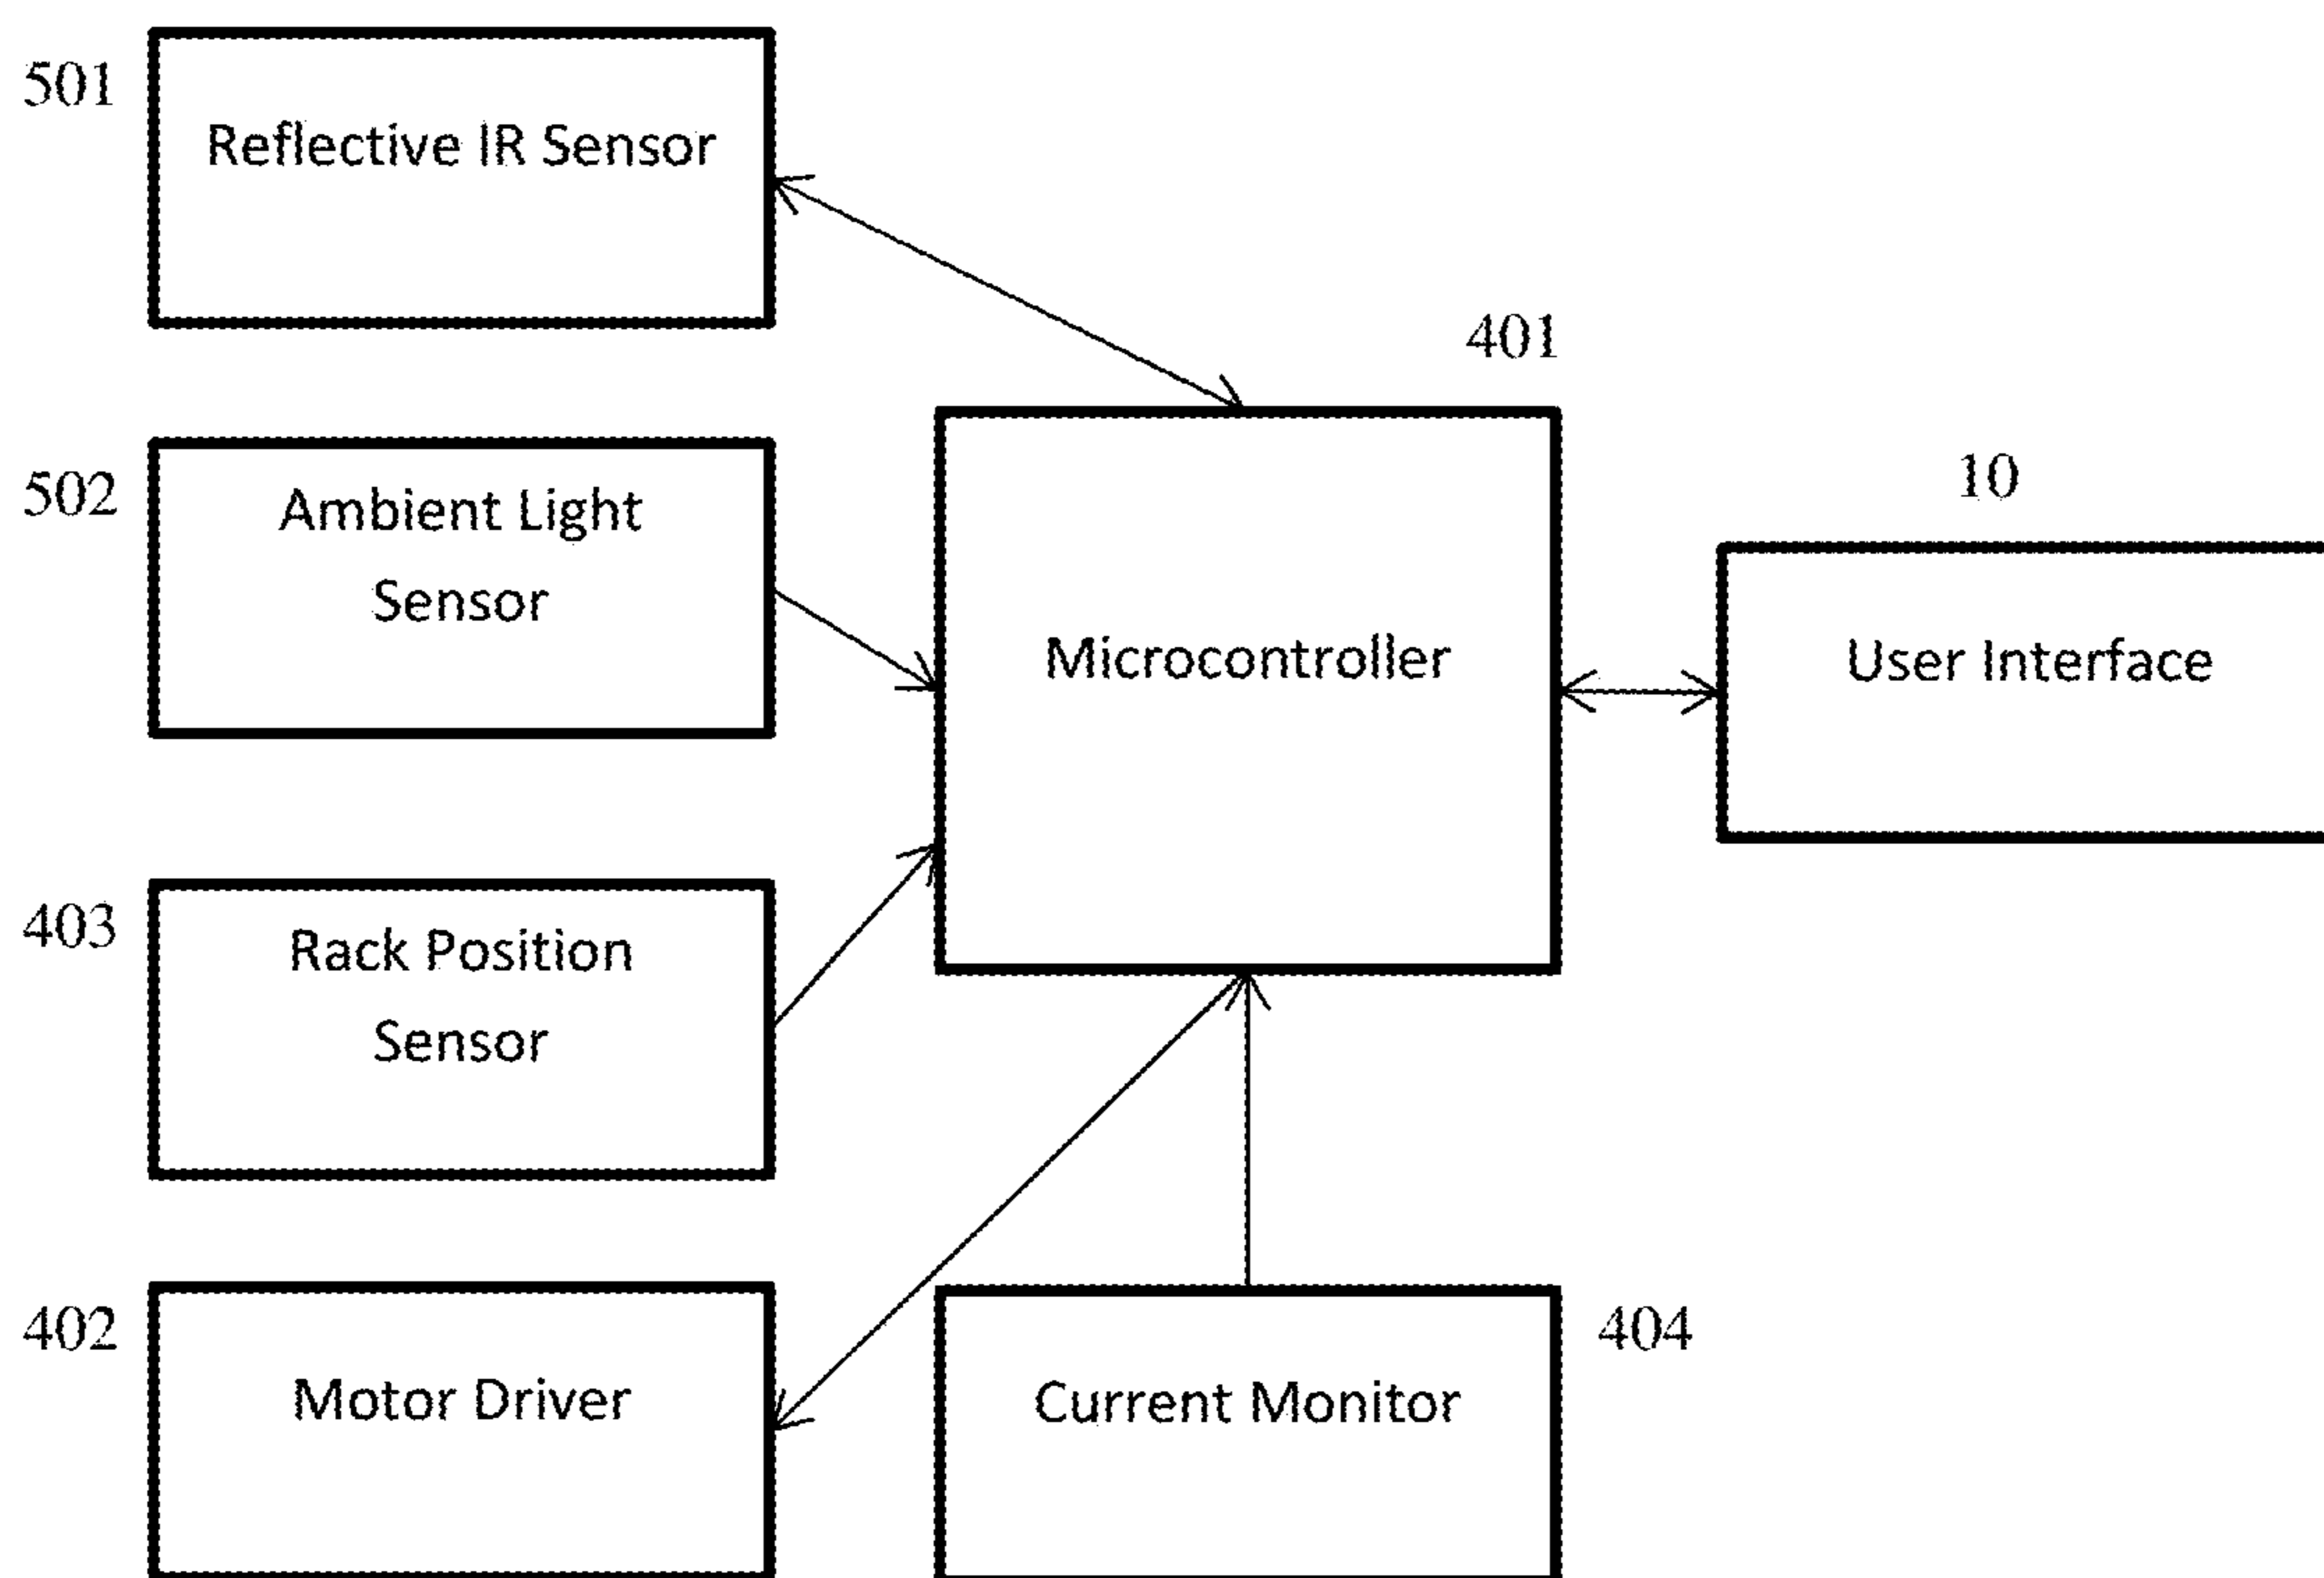 501
Reflective IR Sensor
401
502
Ambient Light
Sensor
10
Microcontroller
User Interface
403
Rack Position
Sensor
402
Motor Driver
404
Current Monitor